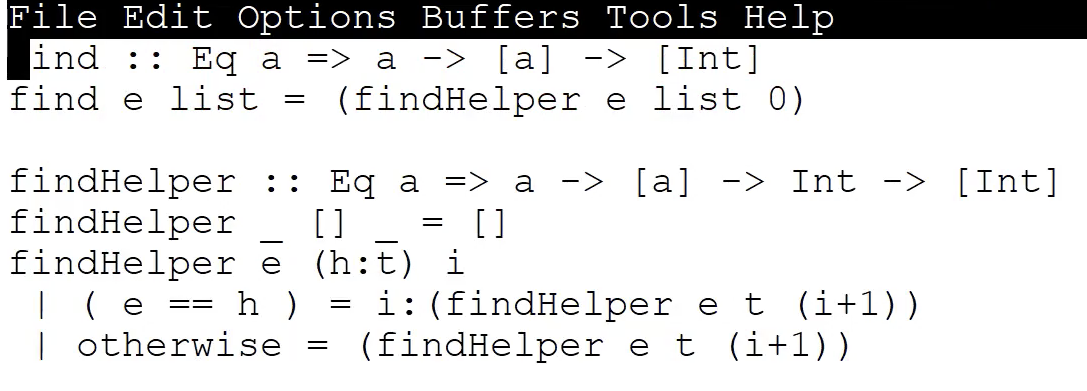 File Edit Options Buffers Tools Help
find :: Eq a => a -> [a] -> [Int]
find e list = (findHelper e list 0)
findHelper :: Eq a => a -> [a] -> Int -> [Int]
findHelper _ [] _ = []
findHelper e (h:t) i
| ( e == h ) = i:(findHelper e t (i+1))
| otherwise = (findHelper e t (i+1))